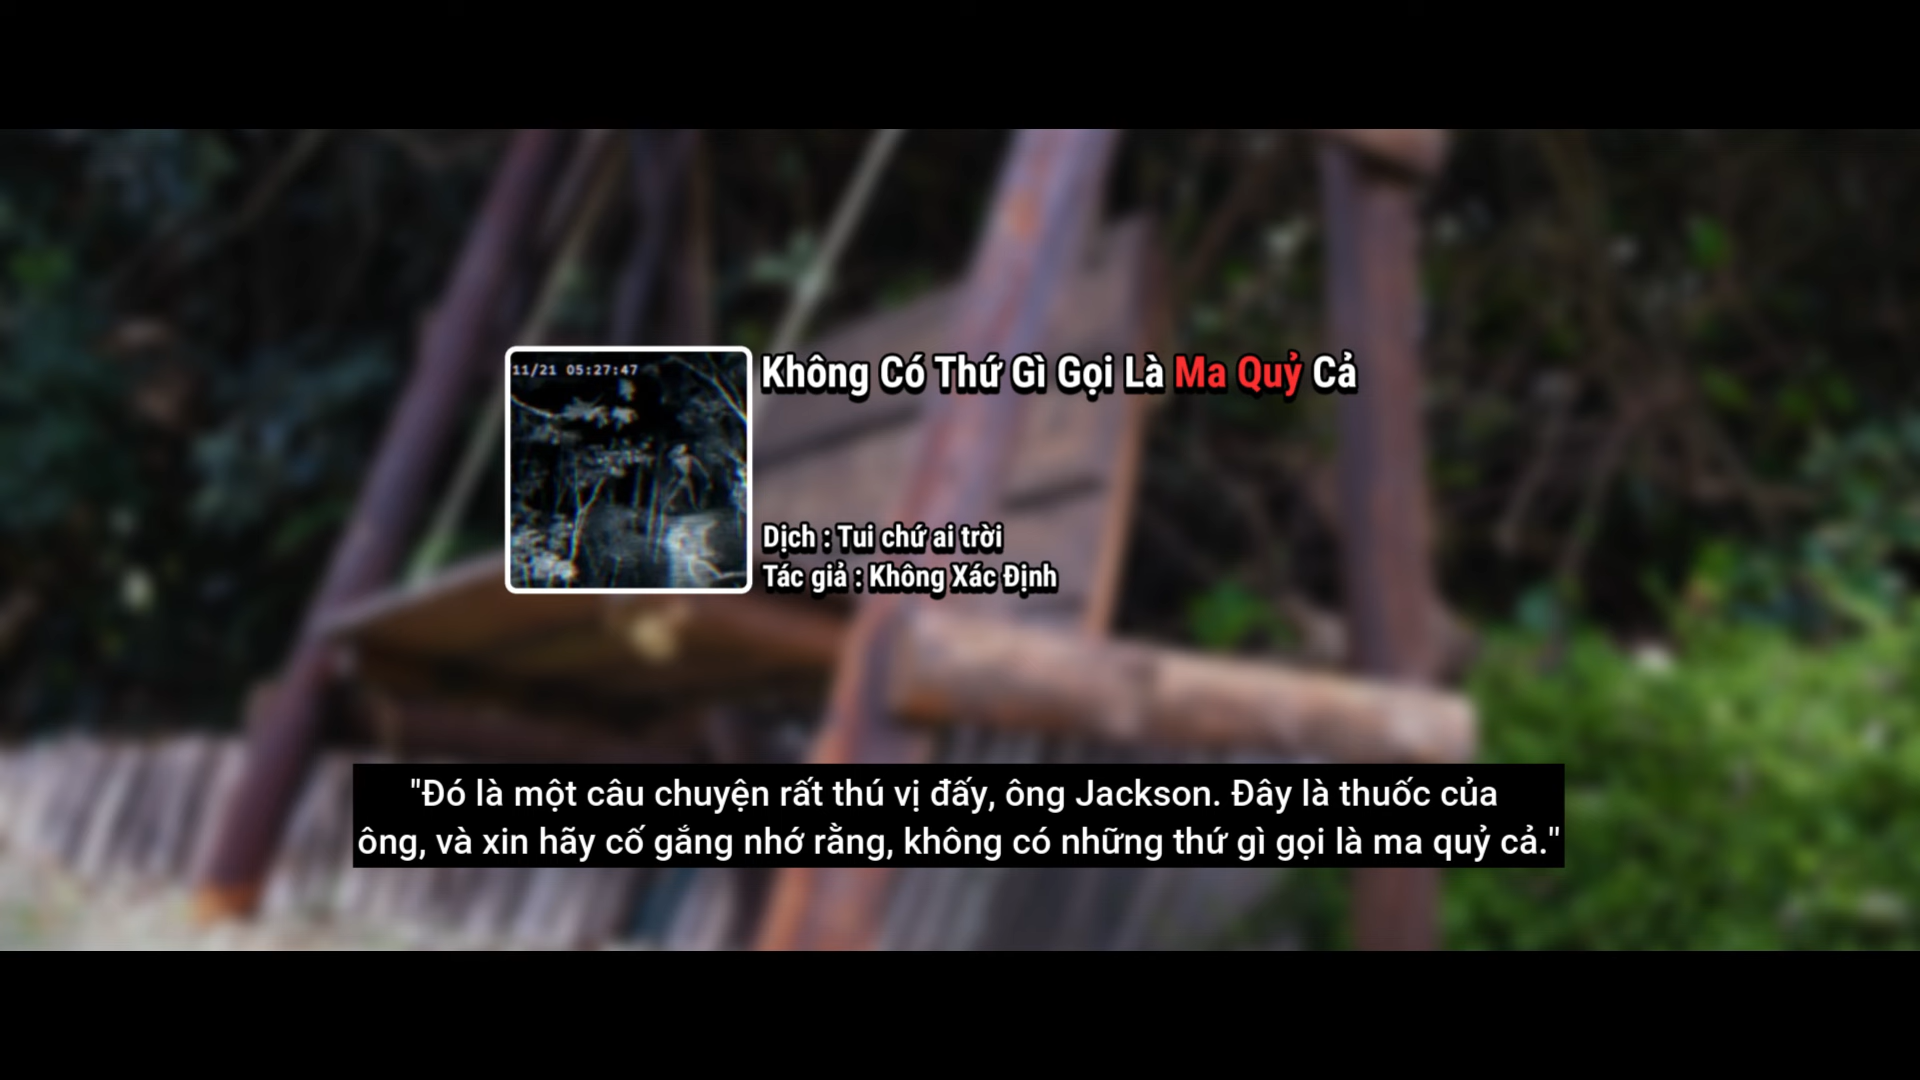 11/21 05:27:47
Không Có Thứ Gì Gọi Là Ma Quỷ Cả
Dịch : Tui chứ ai trời
Tác giả : Không Xác Định
"Đó là một câu chuyện rất thú vị đấy, ông Jackson. Đây là thuốc của
ông, và xin hãy cố gắng nhớ rằng, không có những thứ gì gọi là ma quỷ cả."